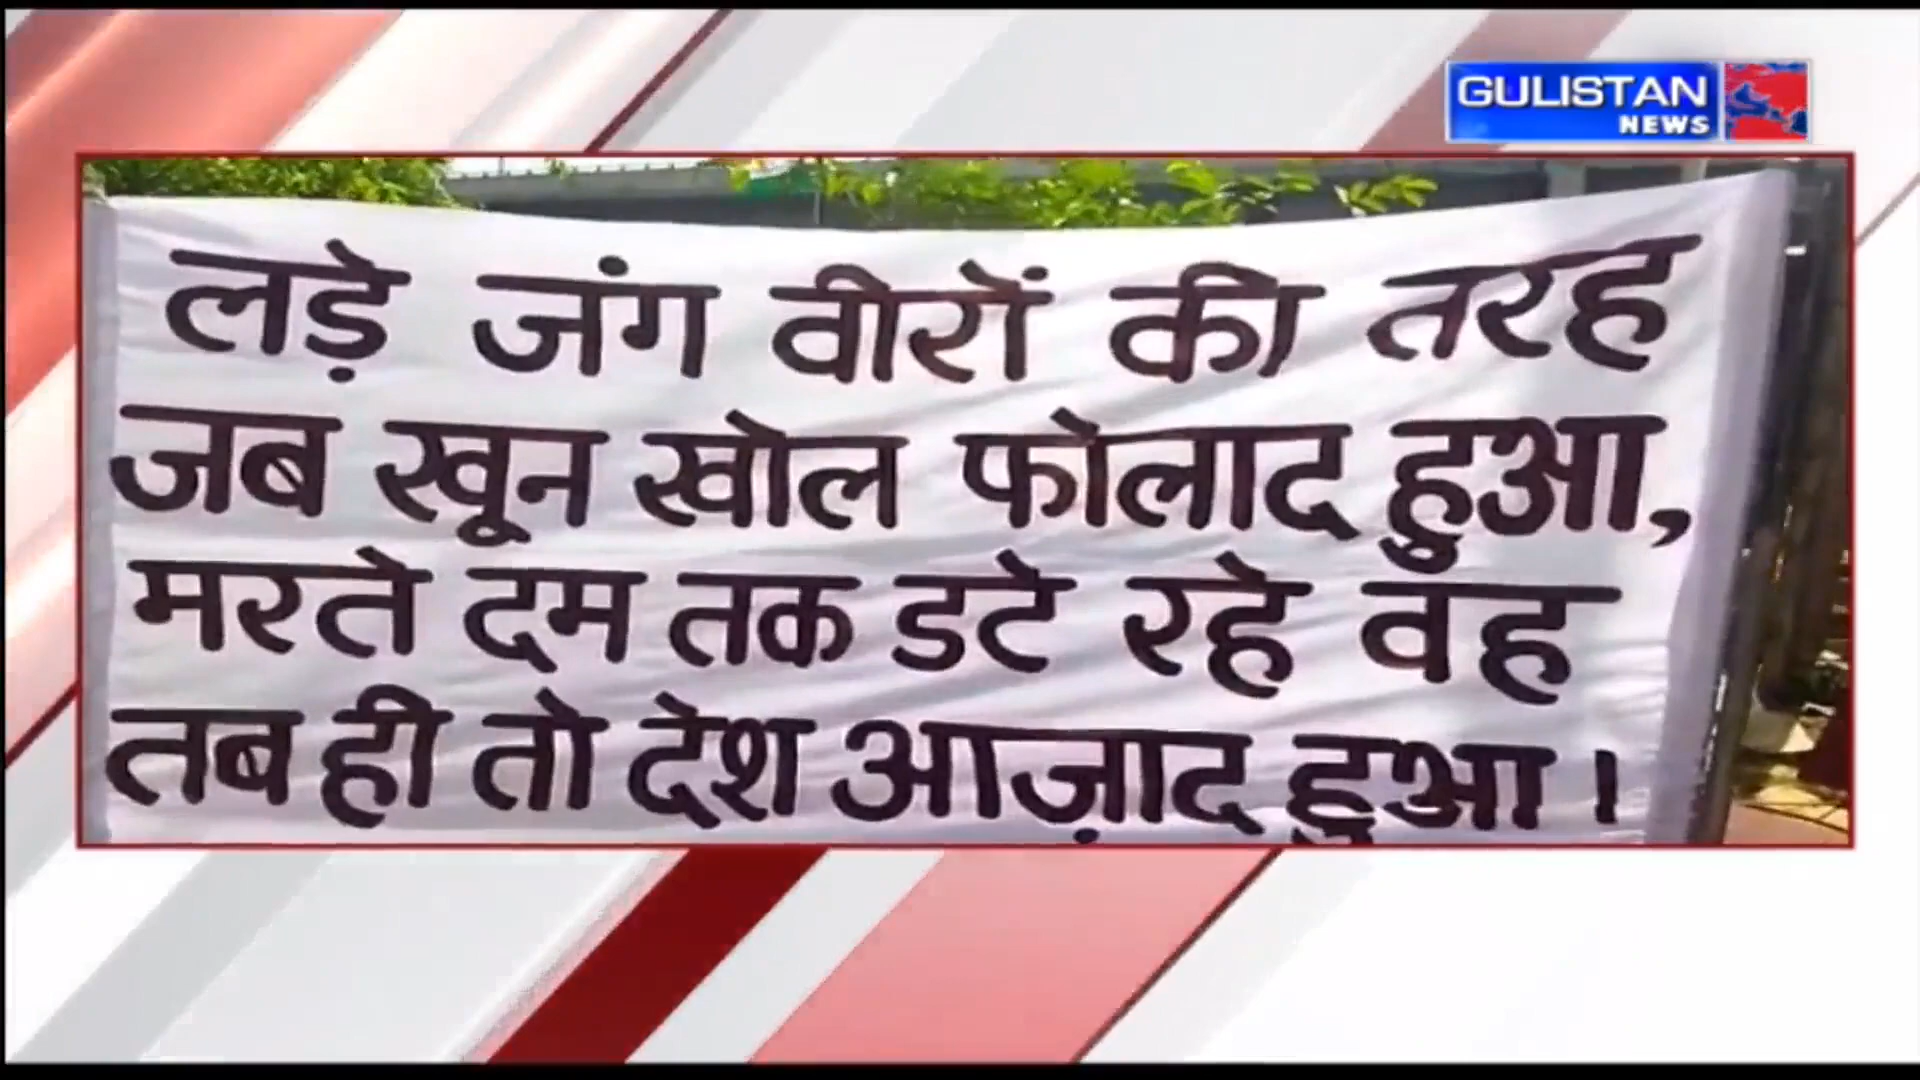 GULISTAN
NEWS
लड़े जंग वीरों की तरह
जब खून खोल फोलाद हुआ,
मरते दम तक डटे रहे वह
तब ही तो देश आज़ाद हुआ।